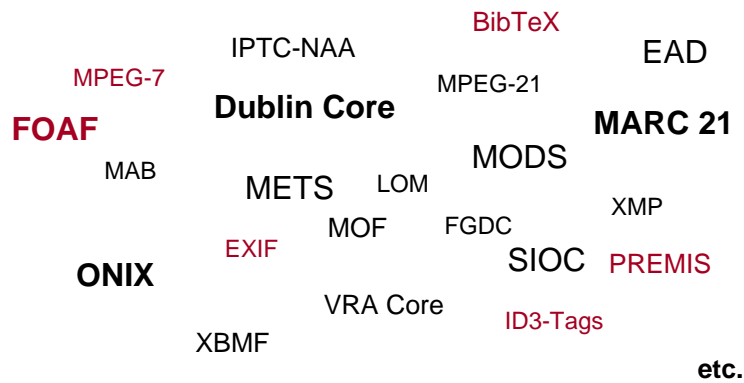 BibTeX
IPTC-NAA
EAD
MPEG-7
MPEG-21
Dublin Core
MARC 21
FOAF
MODS
MAB
METS
LOM
XMP
MOF
FGDC
EXIF
SIOC
PREMIS
ONIX
VRA Core
ID3-Tags
XBMF
etc.